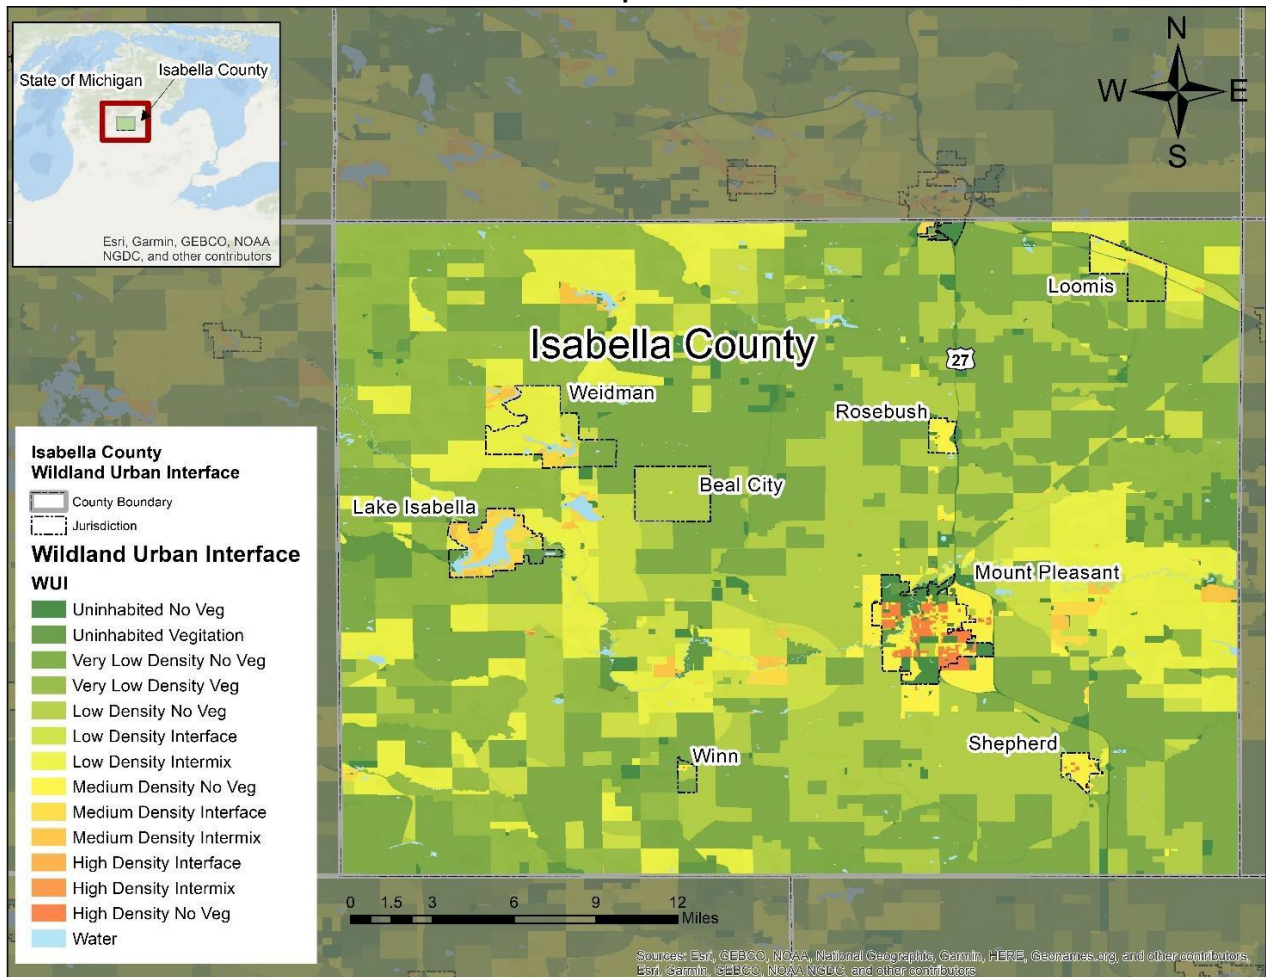 State of Michigan
Isabella County
Esri, Garmin, GEBCO, NOAA
NGDC, and other contributors
N
W
E
S
Loomis
Isabella County
27
Weidman
Rosebush
Beal City
Lake Isabella
Mount Pleasant
Shepherd
Winn
Isabella County
Wildland Urban Interface
County Boundary
Jurisdiction
Wildland Urban Interface
WUI
Uninhabited No Veg
Uninhabited Vegitation
Very Low Density No Veg
Very Low Density Veg
Low Density No Veg
Low Density Interface
Low Density Intermix
Medium Density No Veg
Medium Density Interface
Medium Density Intermix
High Density Interface
High Density Intermix
High Density No Veg
Water
0 1.5 3 6 9 12
Miles
Sources: Esri, GEBCO, NOAA, National Geographic, Garmin, HERE, Geonames.org, and other contributors,
Esri, Garmin, GEBCO, NOAA NGDC, and other contributors